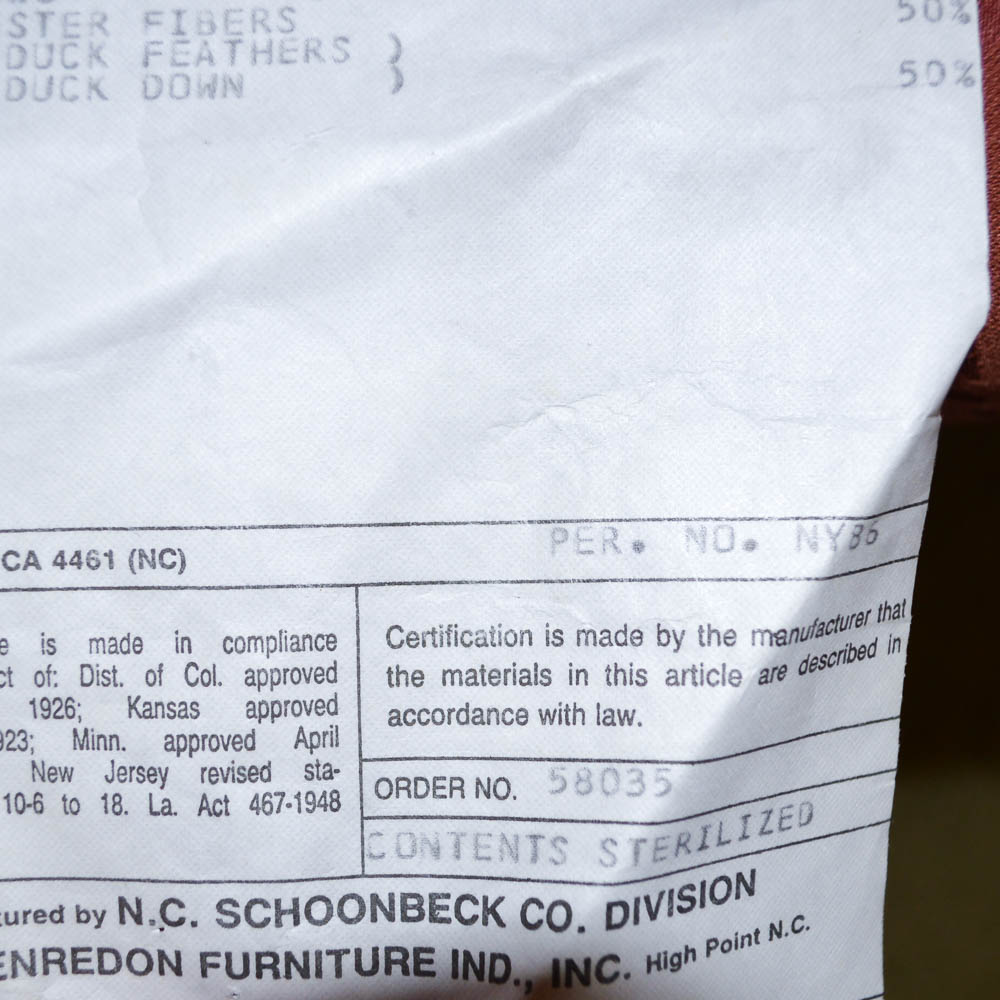 STER FIBERS 50%
DUCK FEATHERS }
DUCK DOWN } 50%
CA 4461 (NC) PER. NO. NY86
e is made in compliance
ct of: Dist. of Col. approved
1926; Kansas approved
923; Minn. approved April
New Jersey revised sta-
10-6 to 18. La. Act 467-1948
Certification is made by the manufacturer that
the materials in this article are described in
accordance with law.
ORDER NO. 58035
CONTENTS STERILIZED
tured by N.C. SCHOONBECK CO. DIVISION
ENREDON FURNITURE IND., INC. High Point N.C.